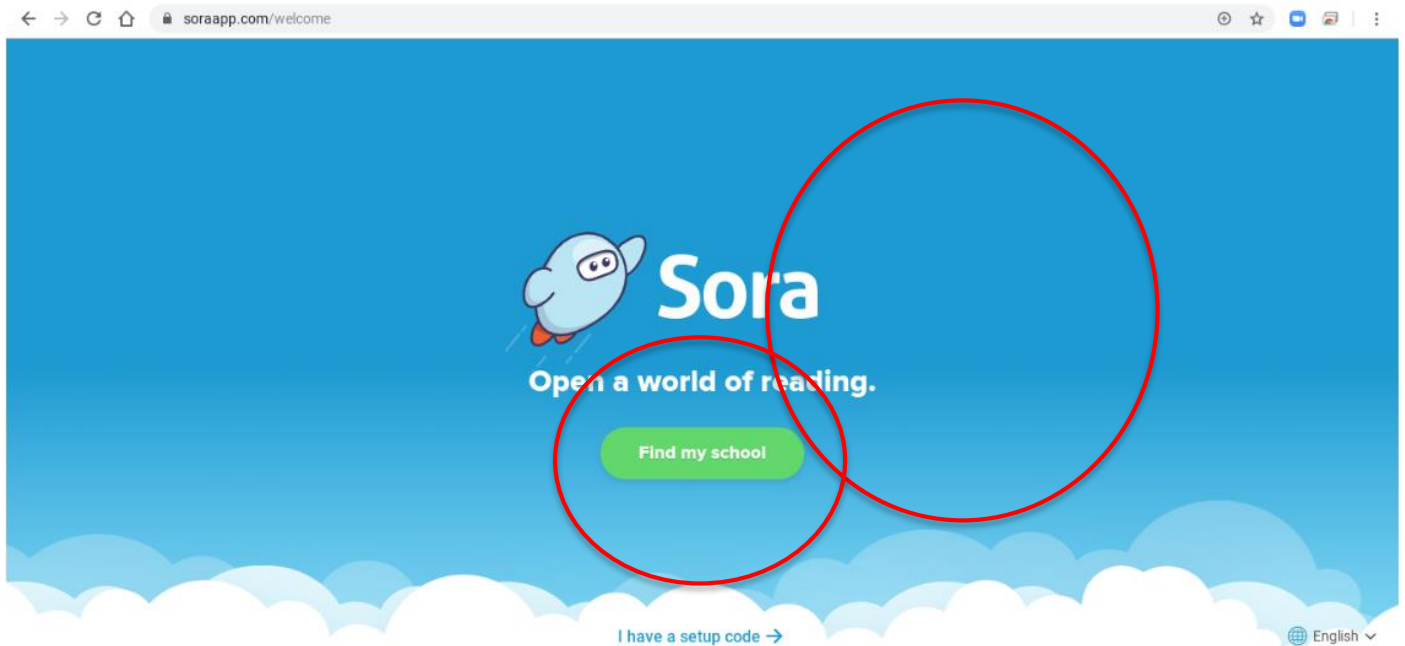 soraapp.com/welcome
Sora
Open a world of reading.
Find my school
I have a setup code →
English